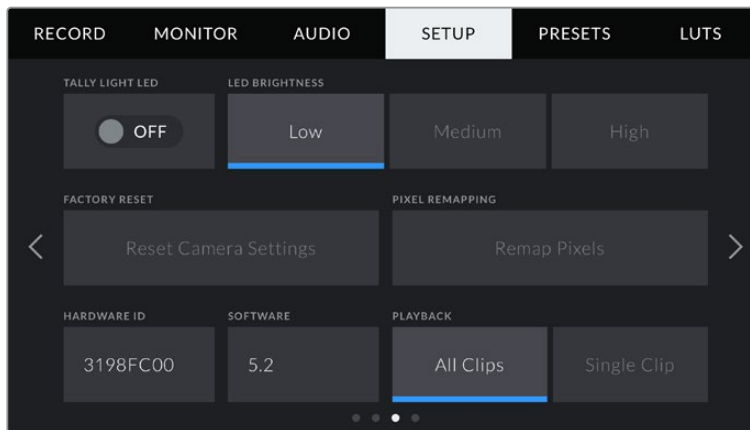 RECORD MONITOR AUDIO SETUP PRESETS LUTS
TALLY LIGHT LED LED BRIGHTNESS
OFF Low Medium High
FACTORY RESET PIXEL REMAPPING
Reset Camera Settings Remap Pixels
HARDWARE ID SOFTWARE PLAYBACK
3198FC00 5.2 All Clips Single Clip